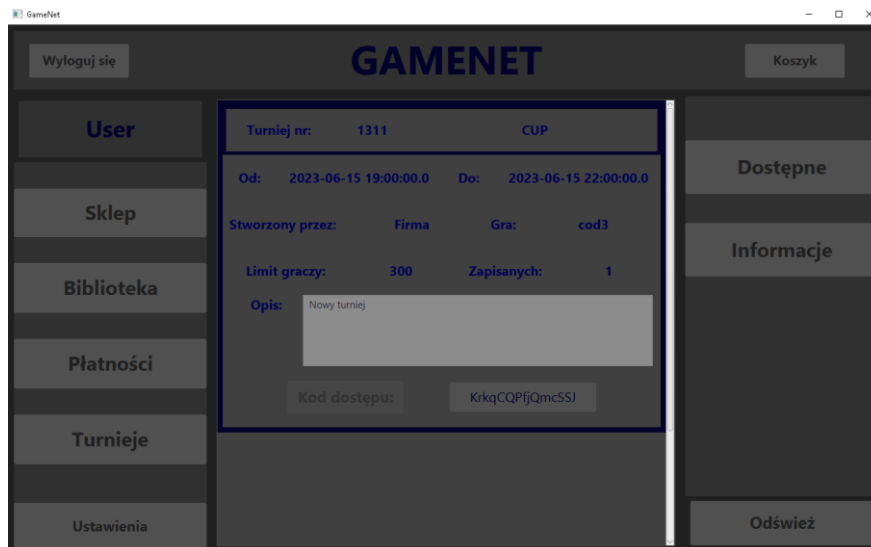 GameNet
Wyloguj się
GAMENET
Koszyk
User
Sklep
Biblioteka
Płatności
Turnieje
Ustawienia
Turniej nr: 1311 CUP
Od: 2023-06-15 19:00:00.0 Do: 2023-06-15 22:00:00.0
Stworzony przez: Firma Gra: cod3
Limit graczy: 300 Zapisanych: 1
Opis: Nowy turniej
Kod dostępu: KrkqCQPfjQmcSSJ
Dostępne
Informacje
Odśwież